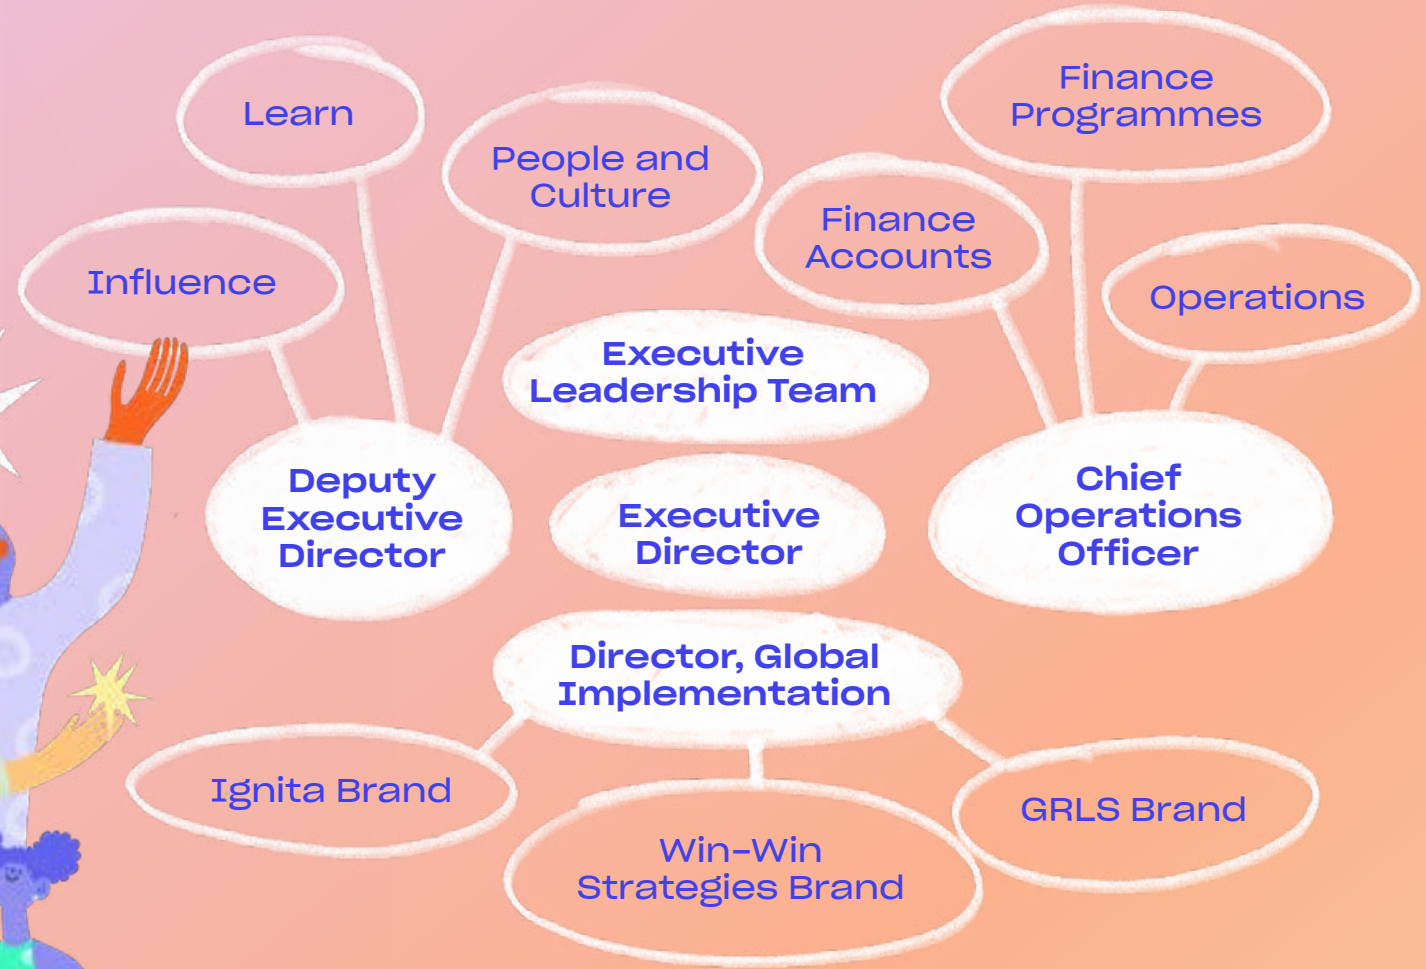 Learn
People and
Culture
Influence
Finance
Programmes
Finance
Accounts
Operations
Executive
Leadership Team
Deputy
Executive
Director
Executive
Director
Chief
Operations
Officer
Director, Global
Implementation
Ignita Brand
Win-Win
Strategies Brand
GRLS Brand